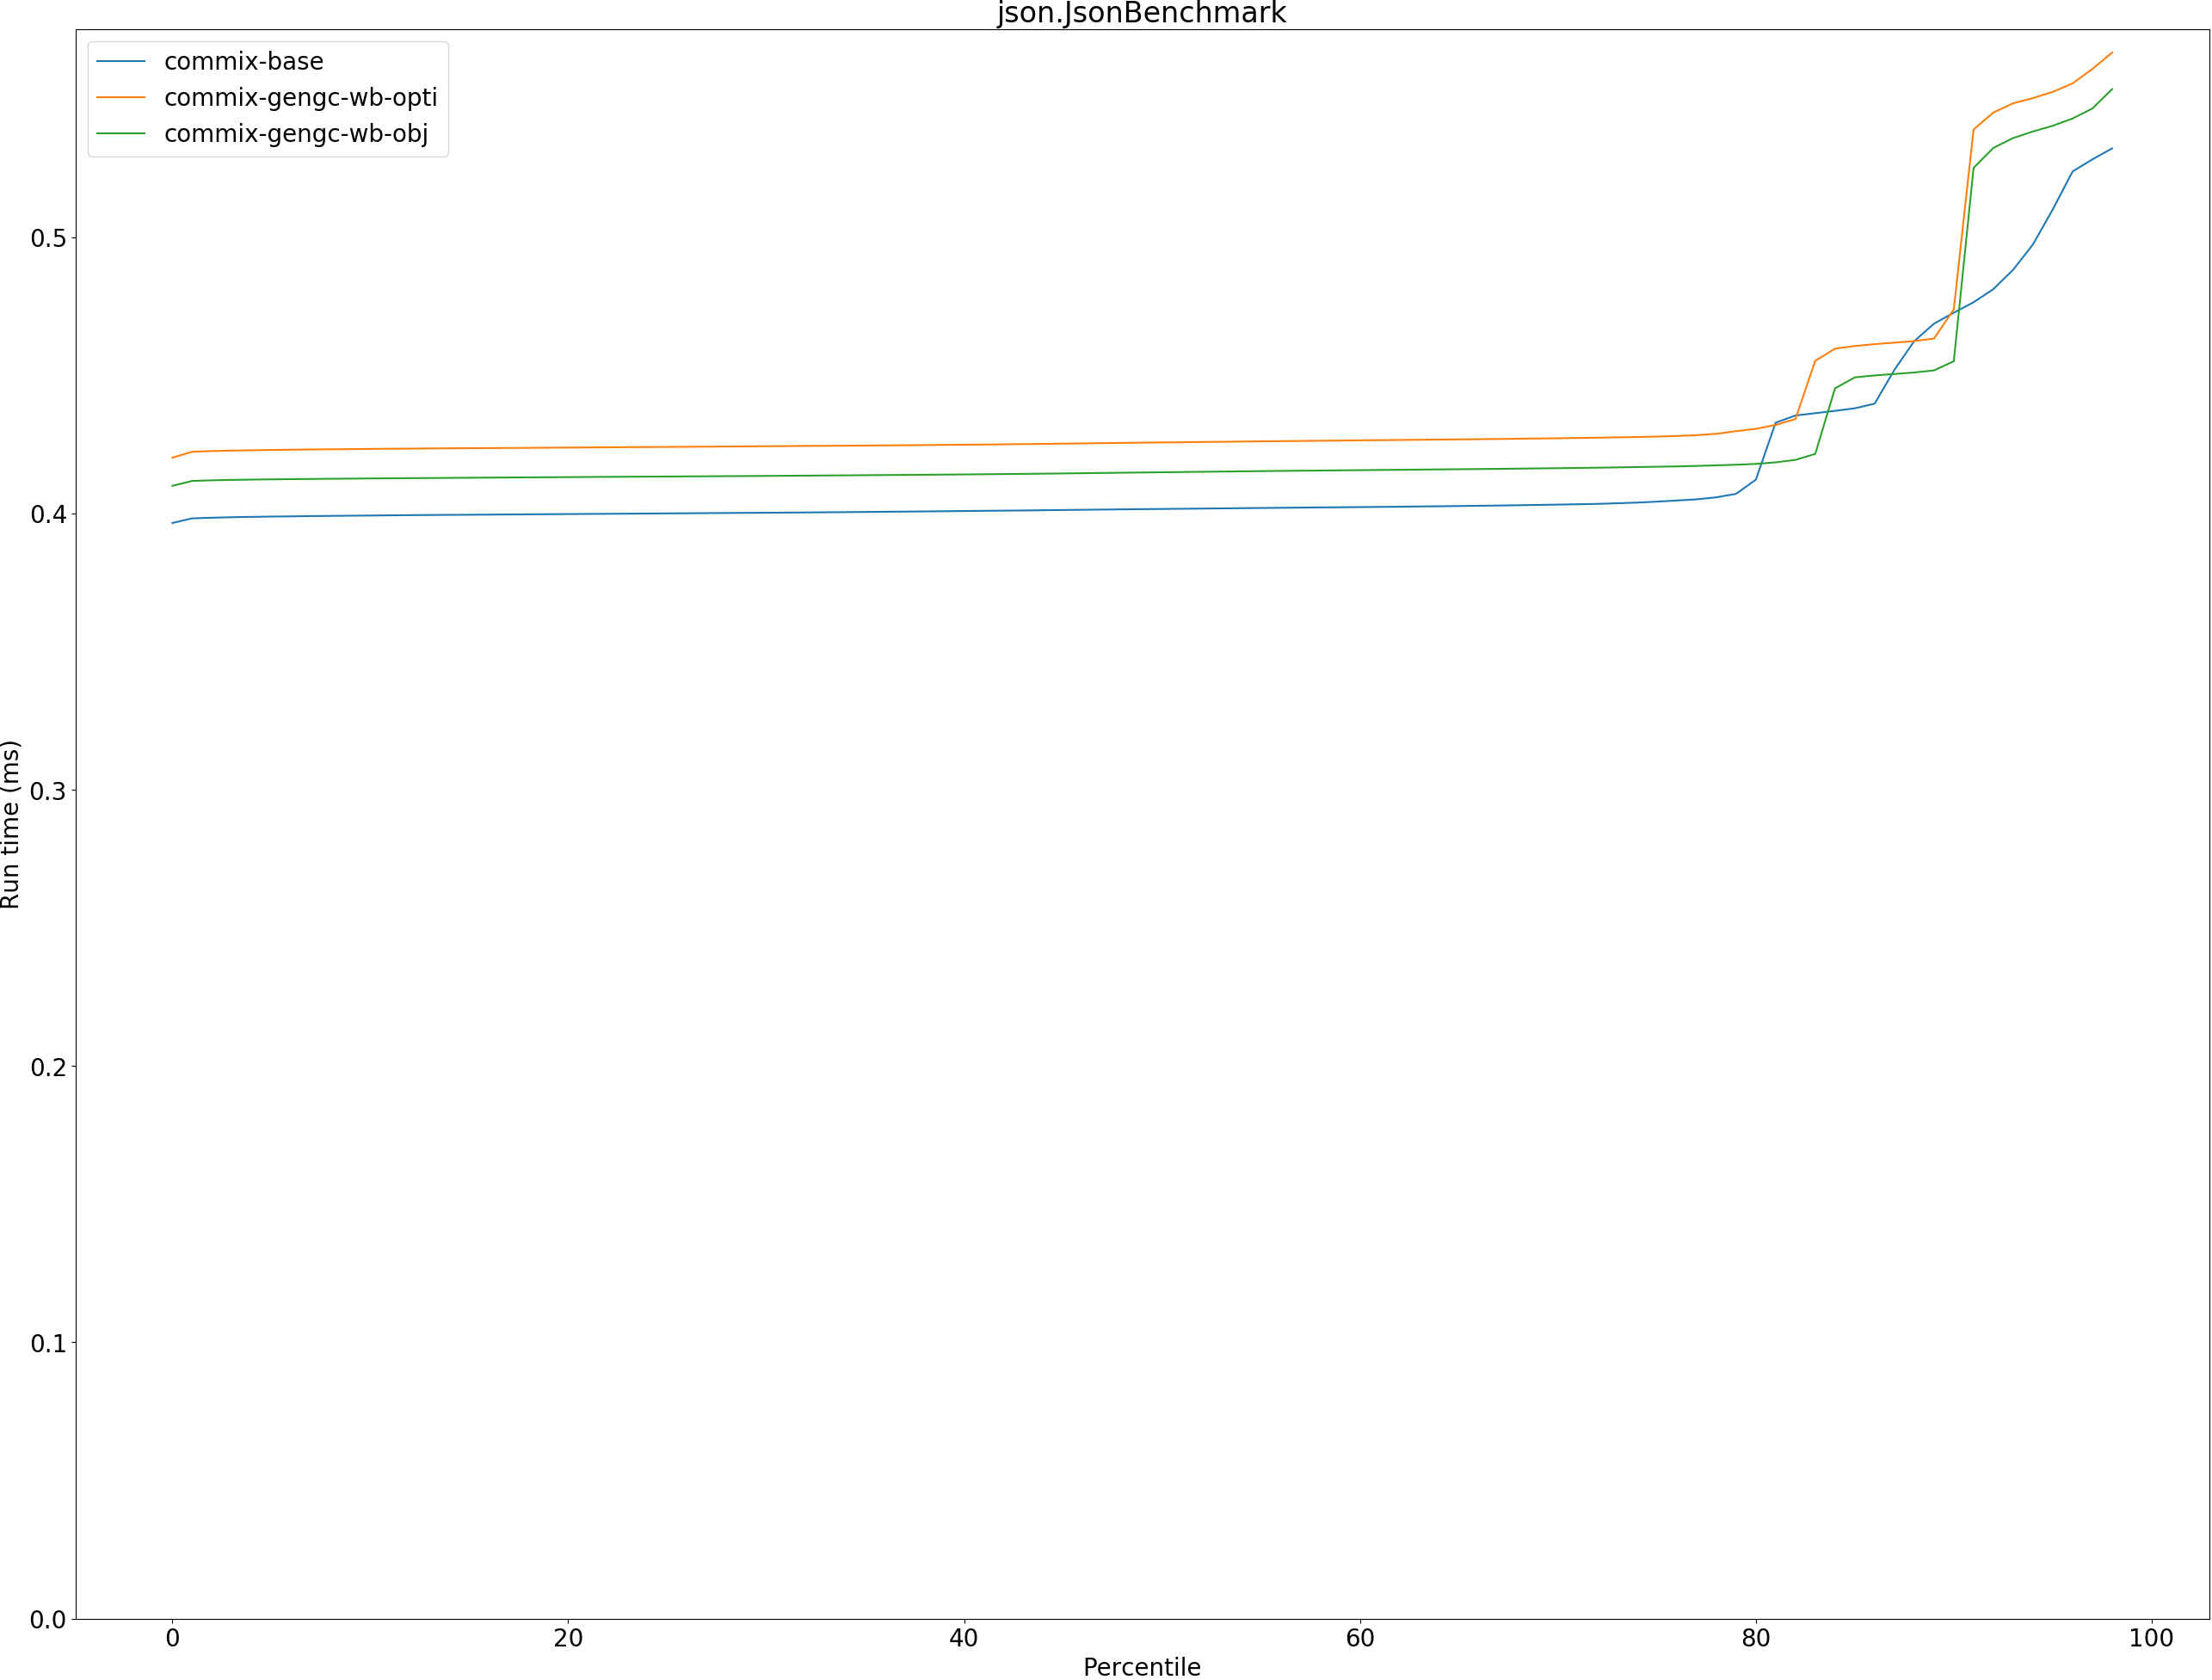 json.JsonBenchmark
commix-base
commix-gengc-wb-opti
commix-gengc-wb-obj
Run time (ms)
0.5
0.4
0.3
0.2
0.1
0.0
0 20 40 60 80 100
Percentile